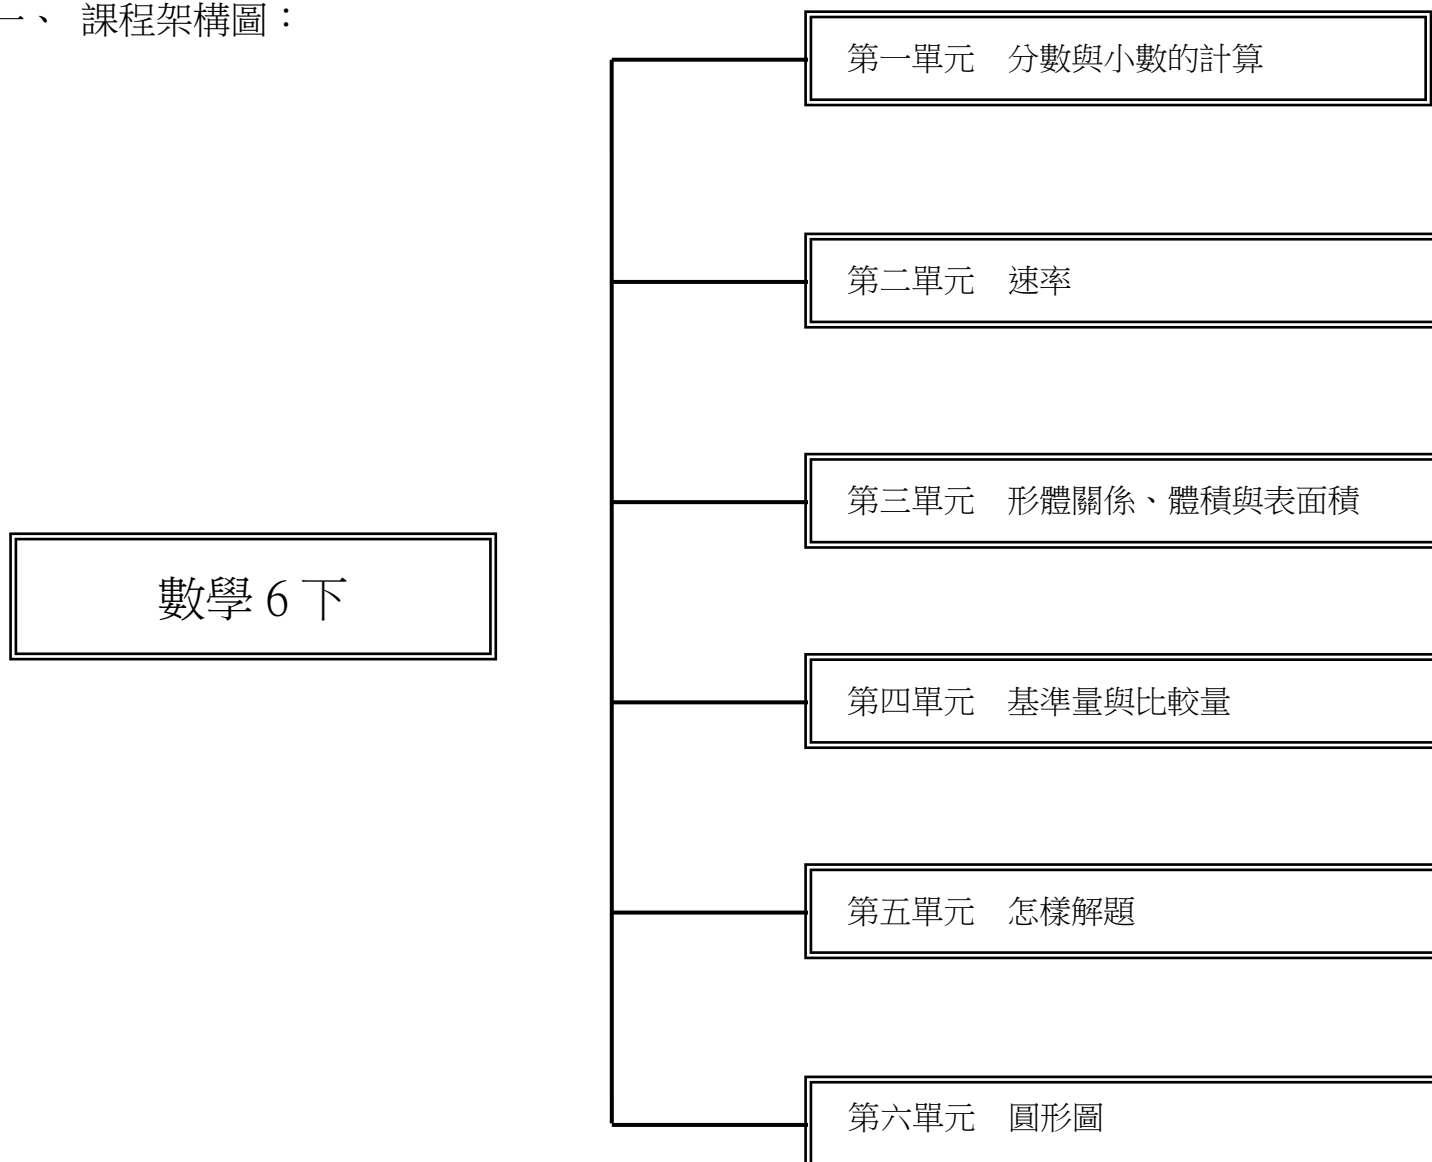 一、 課程架構圖：
第一單元　分數與小數的計算
第二單元　速率
第三單元　形體關係、體積與表面積
數學 6 下
第四單元　基準量與比較量
第五單元　怎樣解題
第六單元　圓形圖